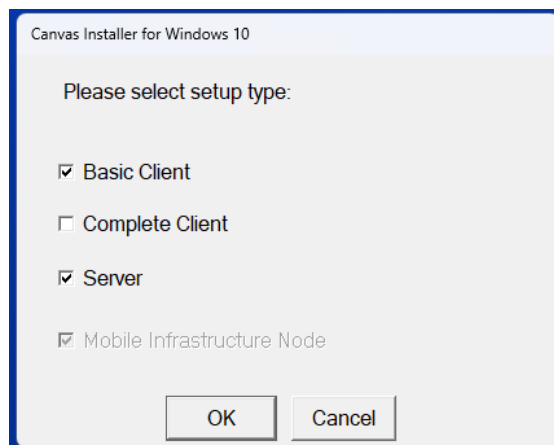 Canvas Installer for Windows 10
Please select setup type:
Basic Client
Complete Client
Server
Mobile Infrastructure Node
OK Cancel